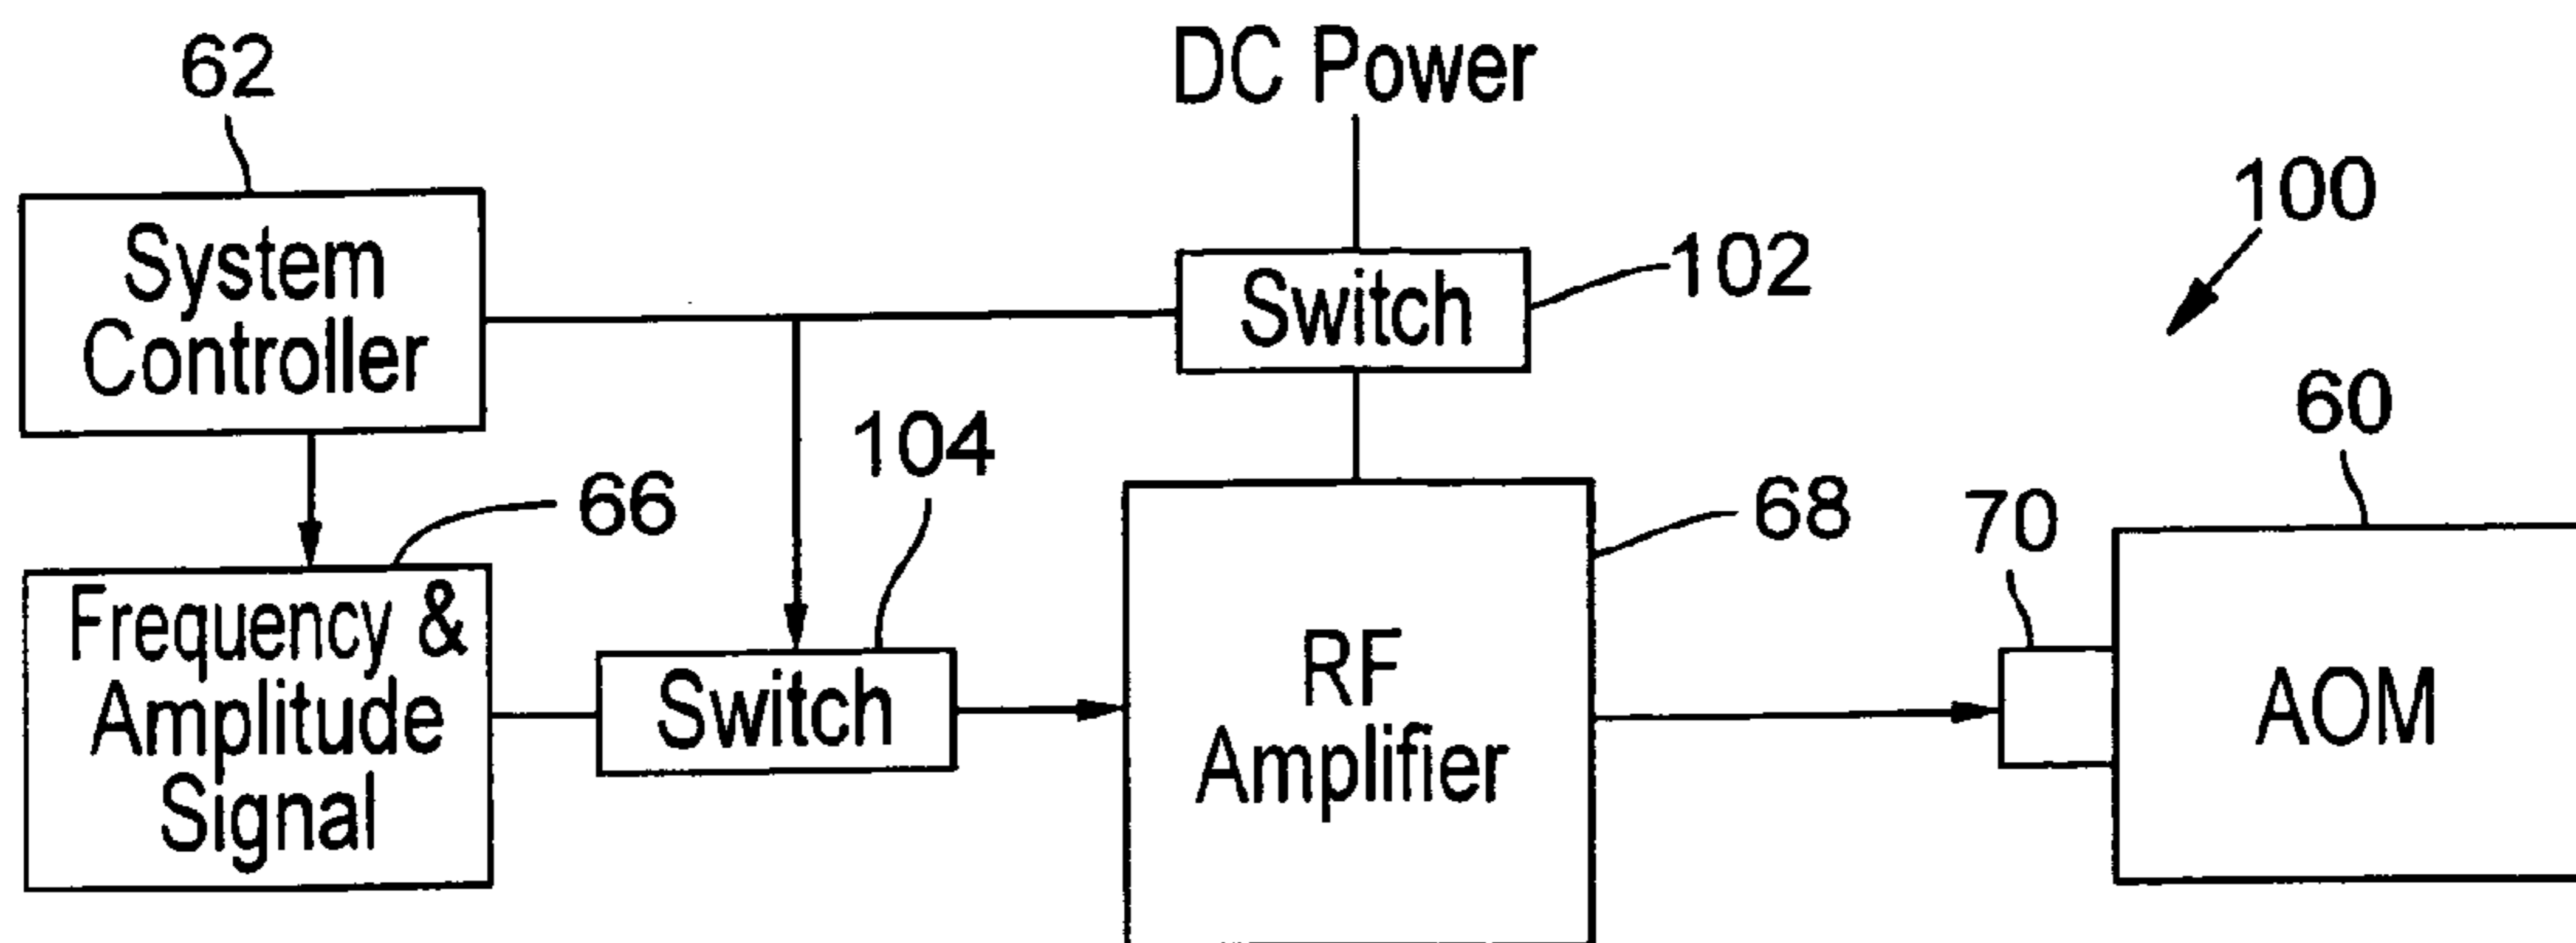 62
DC Power
System
Controller
Switch
102
100
104
66
Frequency &
Amplitude
Signal
Switch
RF
Amplifier
68
70
60
AOM